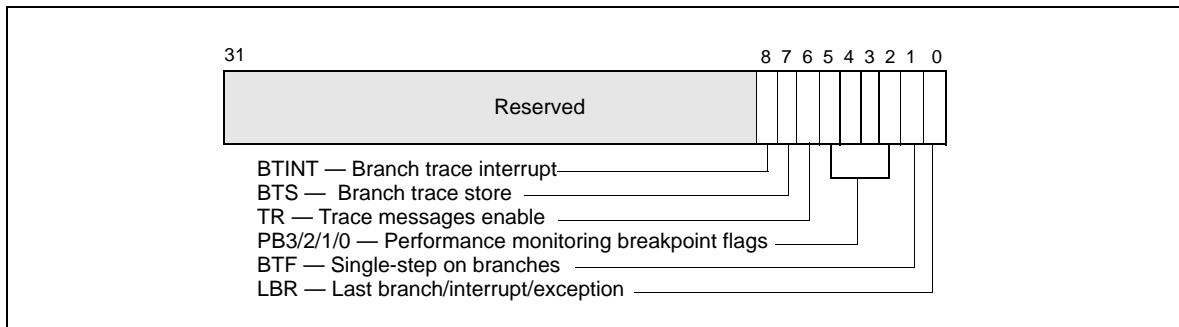 31 8 7 6 5 4 3 2 1 0
Reserved
BTINT — Branch trace interrupt
BTS — Branch trace store
TR — Trace messages enable
PB3/2/1/0 — Performance monitoring breakpoint flags
BTF — Single-step on branches
LBR — Last branch/interrupt/exception